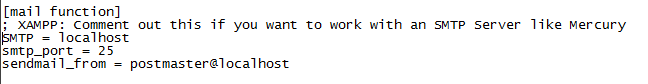 [mail function]
; XAMPP: Comment out this if you want to work with an SMTP Server like Mercury
SMTP = localhost
smtp_port = 25
sendmail_from = postmaster@localhost